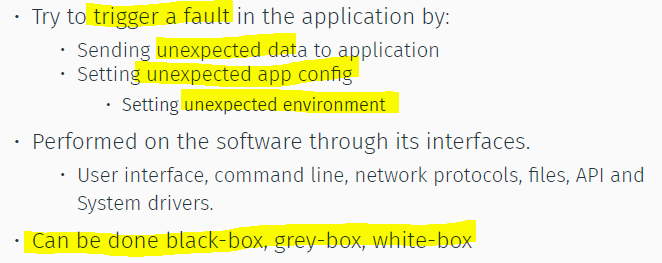 • Try to trigger a fault in the application by:
• Sending unexpected data to application
• Setting unexpected app config
• Setting unexpected environment
• Performed on the software through its interfaces.
• User interface, command line, network protocols, files, API and
System drivers.
• Can be done black-box, grey-box, white-box